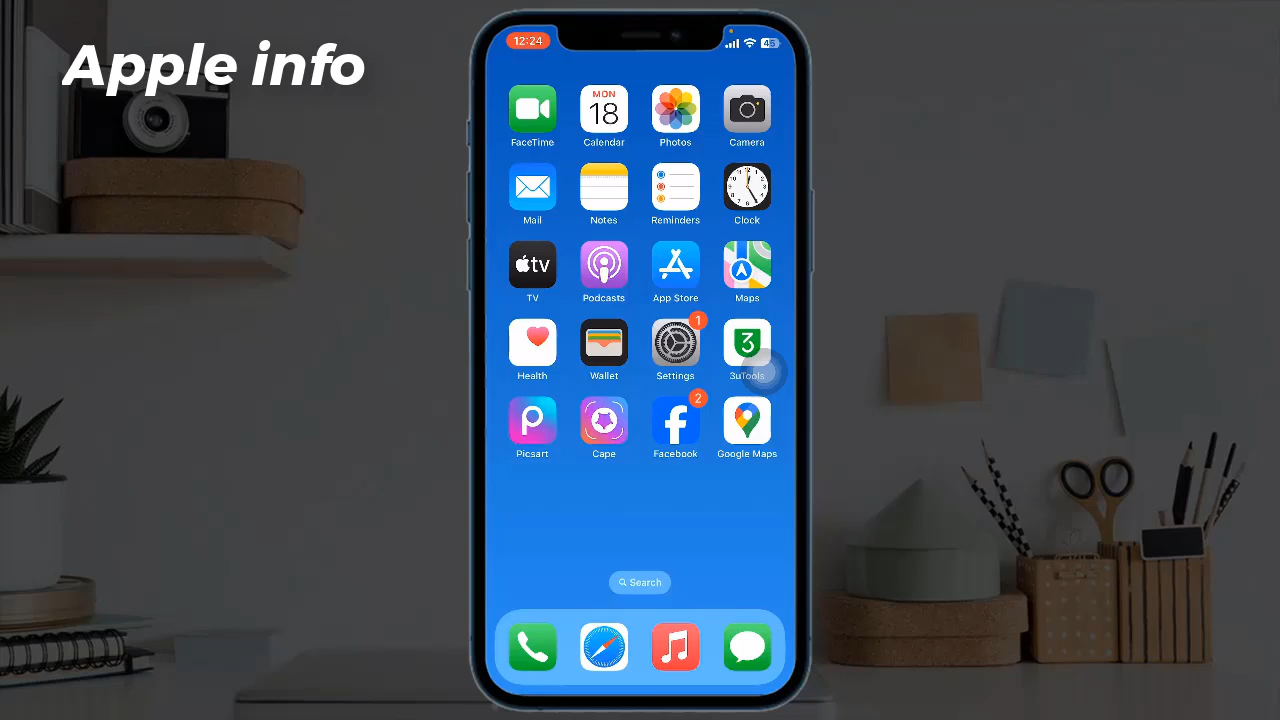 Apple info
12:24
45
MON
18
FaceTime
Calendar
Photos
Camera
Mail
Notes
Reminders
Clock
tv
TV
Podcasts
App Store
Maps
1
Health
Wallet
Settings
3
3uTools
2
Picsart
Cape
Facebook
Google Maps
Search